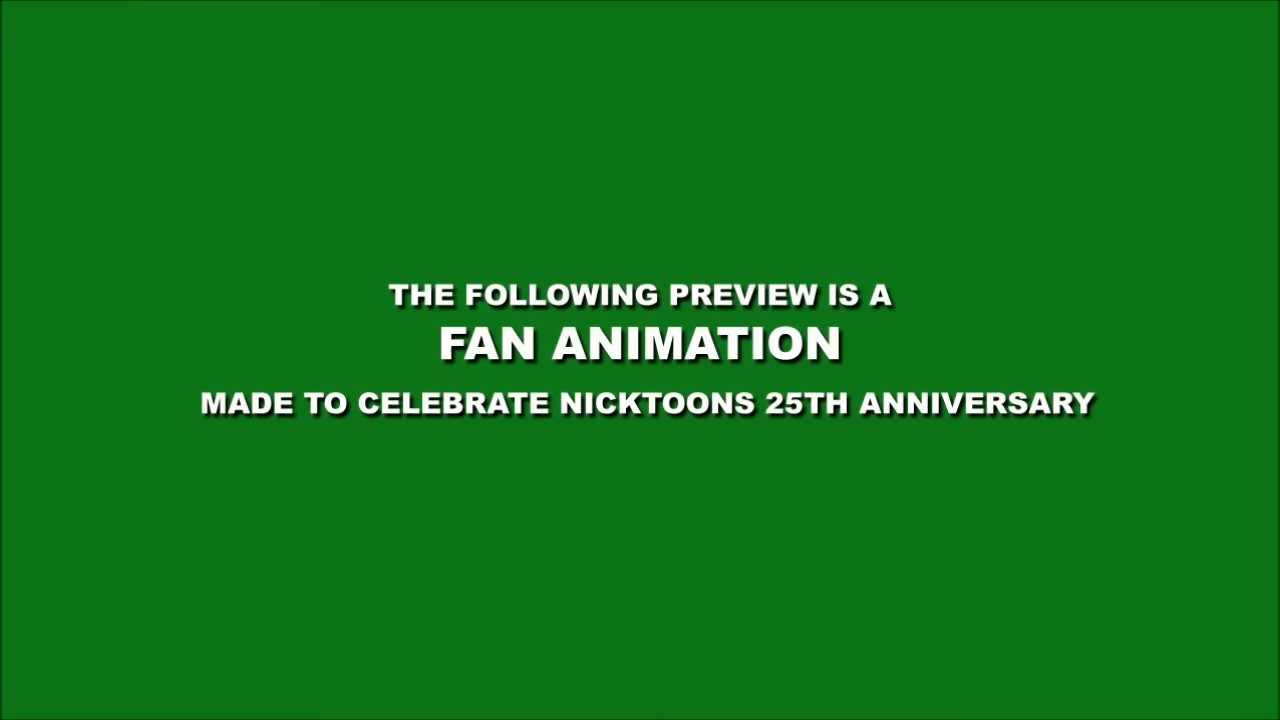 THE FOLLOWING PREVIEW IS A
FAN ANIMATION
MADE TO CELEBRATE NICKTOONS 25TH ANNIVERSARY